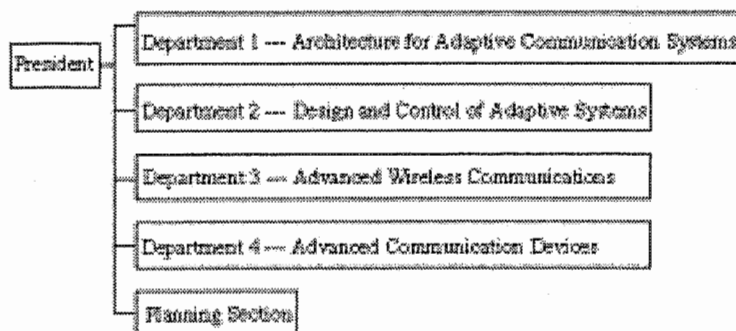 Department 1 --- Architecture for Adaptive Communication Systems
President
Department 2 --- Design and Control of Adaptive Systems
Department 3 --- Advanced Wireless Communications
Department 4 --- Advanced Communication Devices
Planning Section